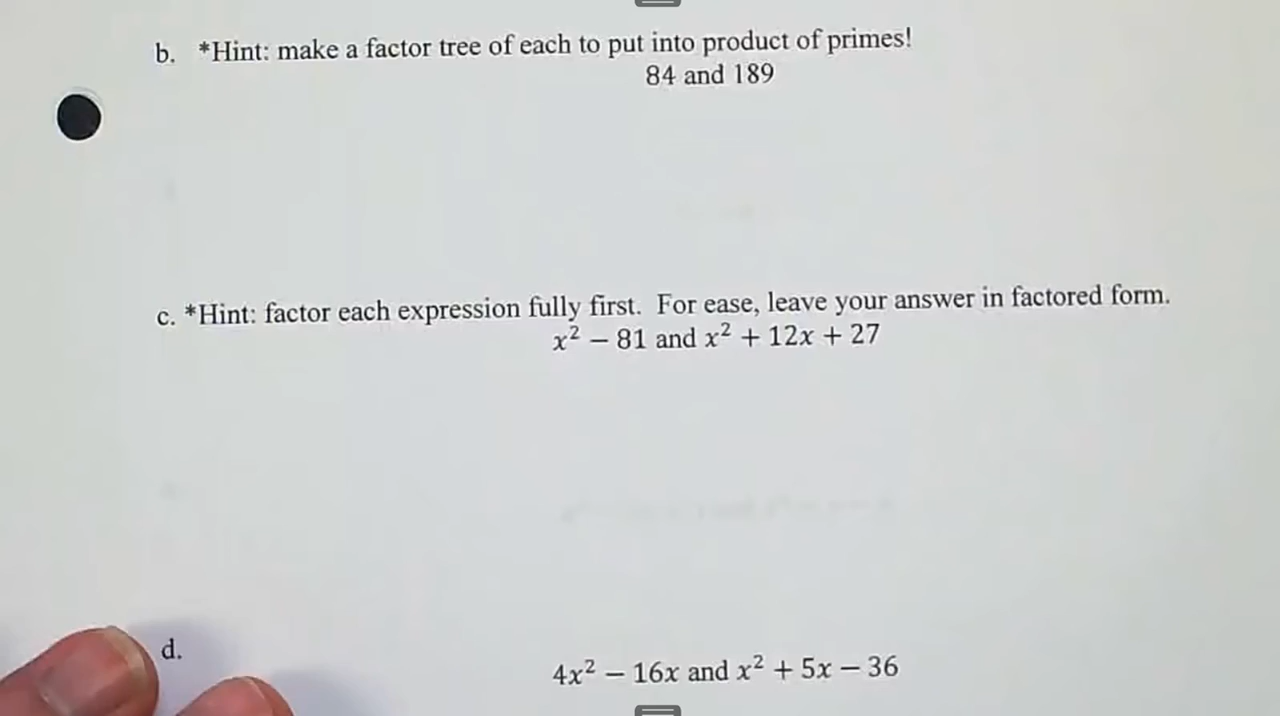 b. *Hint: make a factor tree of each to put into product of primes!
84 and 189
c. *Hint: factor each expression fully first. For ease, leave your answer in factored form.
x² – 81 and x² + 12x + 27
d.
4x² – 16x and x² + 5x – 36